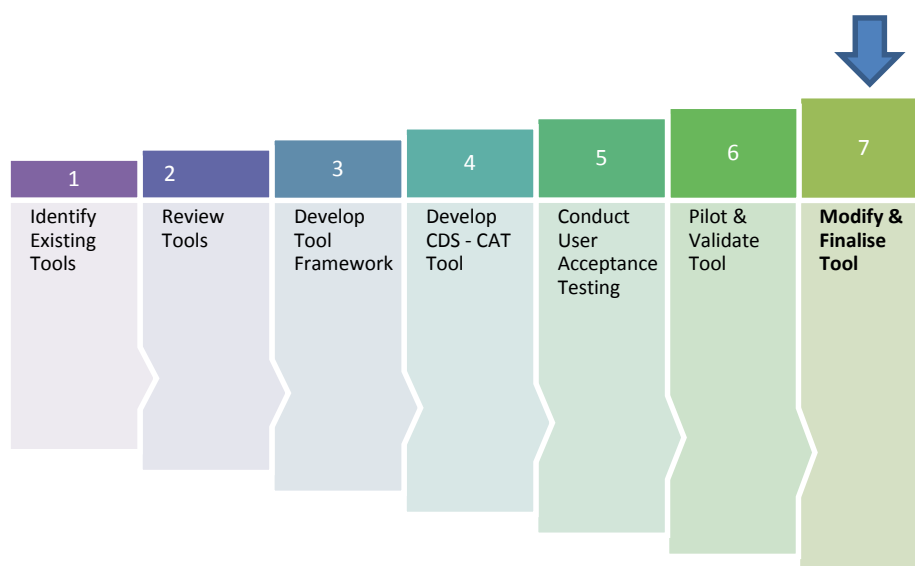 1
Identify
Existing
Tools
2
Review
Tools
3
Develop
Tool
Framework
4
Develop
CDS - CAT
Tool
5
Conduct
User
Acceptance
Testing
6
Pilot &
Validate
Tool
7
Modify &
Finalise
Tool